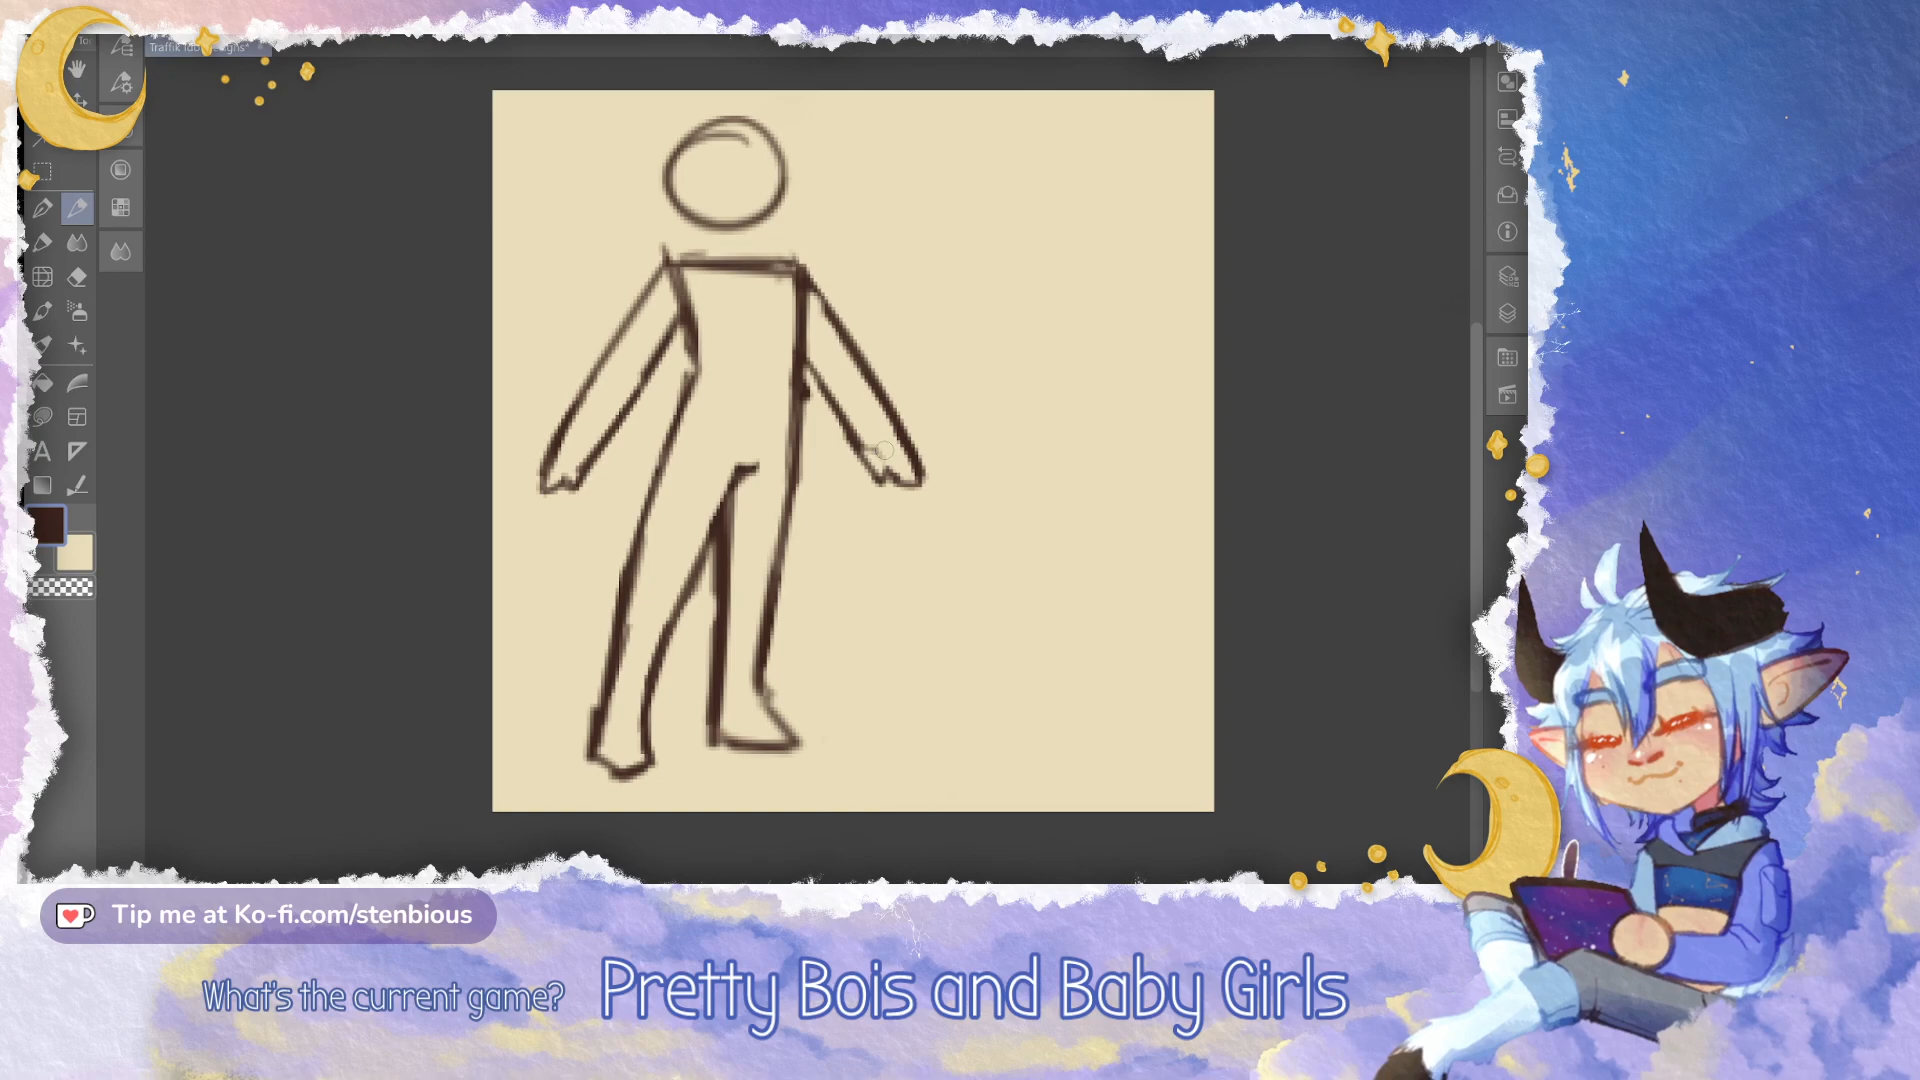 Tip me at Ko-fi.com/stenbious
What's the current game?
Pretty Bois and Baby Girls